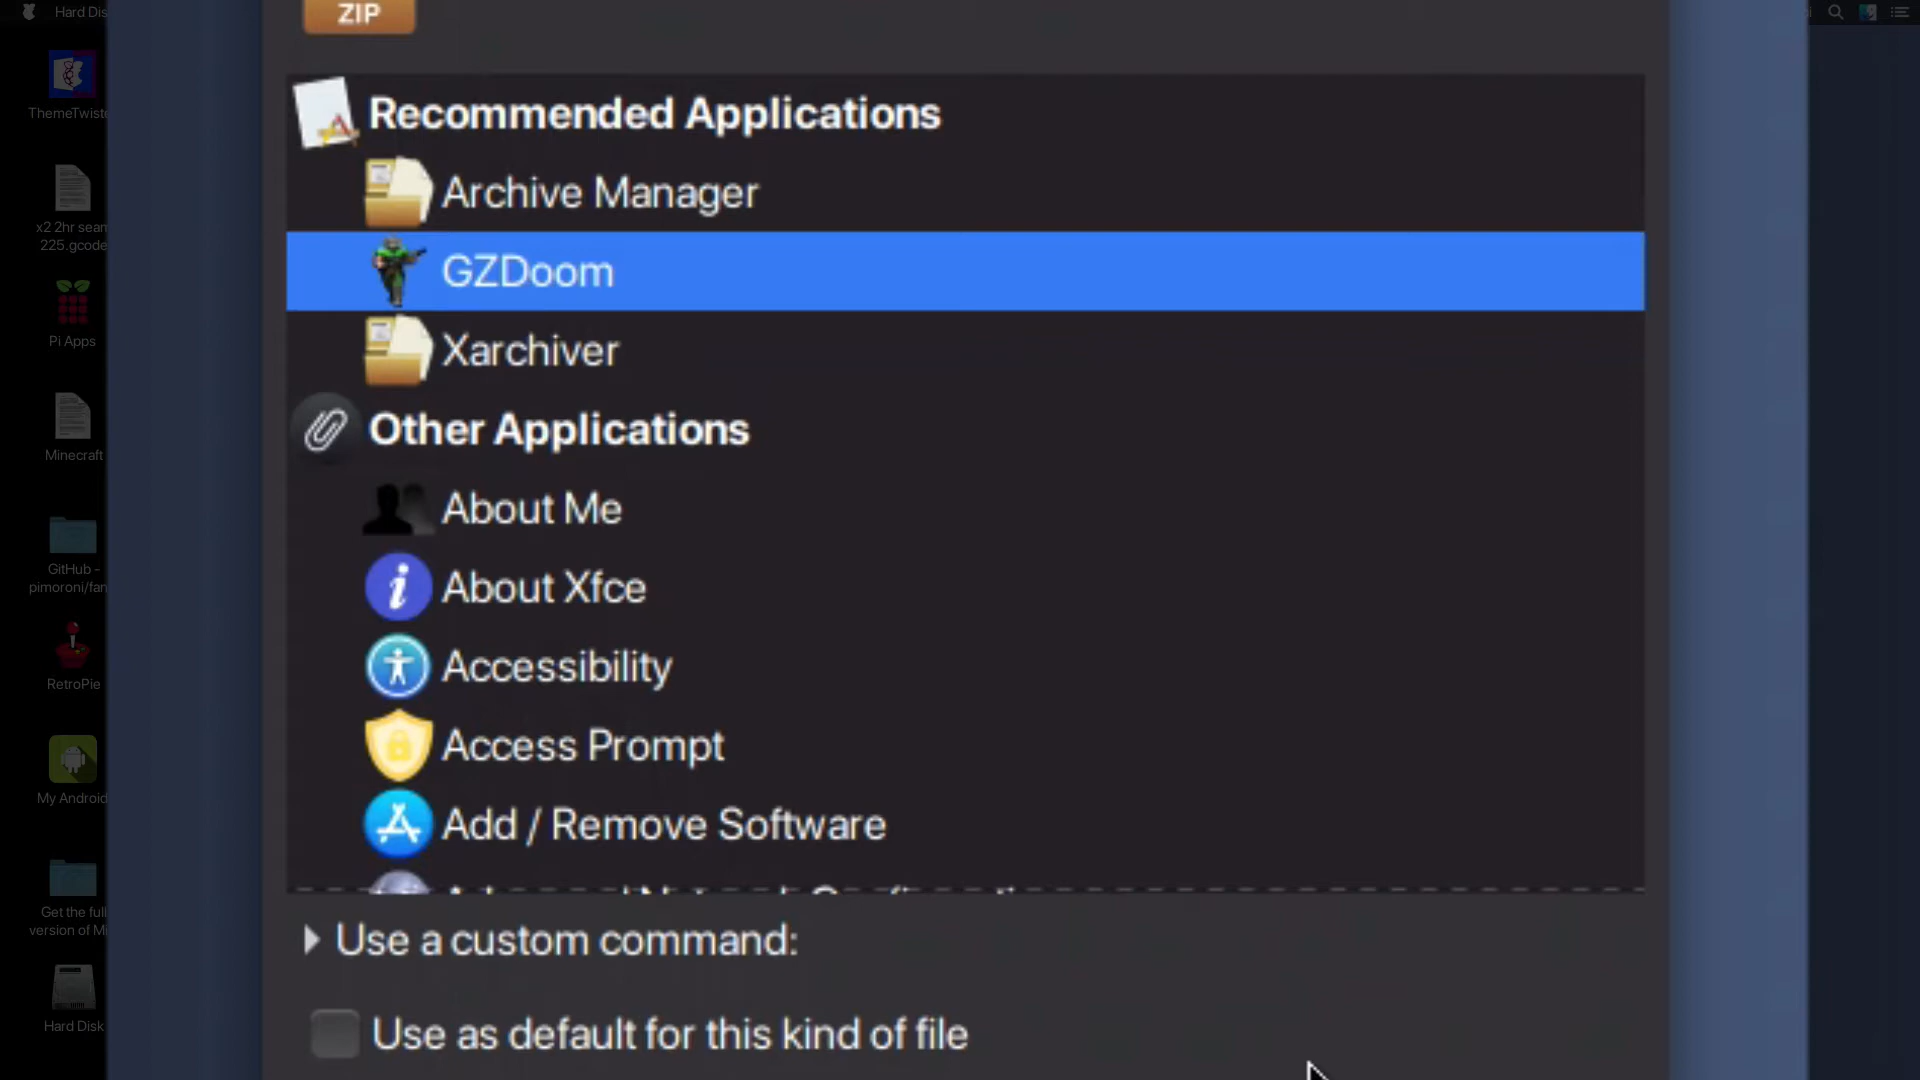 Hard Dis
ZIP
ThemeTwiste
x2 2hr sean
225.gcode
Pi Apps
Minecraft
GitHub -
pimoroni/fan
RetroPie
My Android
Get the full
version of Mi
Hard Disk
Recommended Applications
Archive Manager
GZDoom
Xarchiver
Other Applications
About Me
About Xfce
Accessibility
Access Prompt
Add / Remove Software
Use a custom command:
Use as default for this kind of file